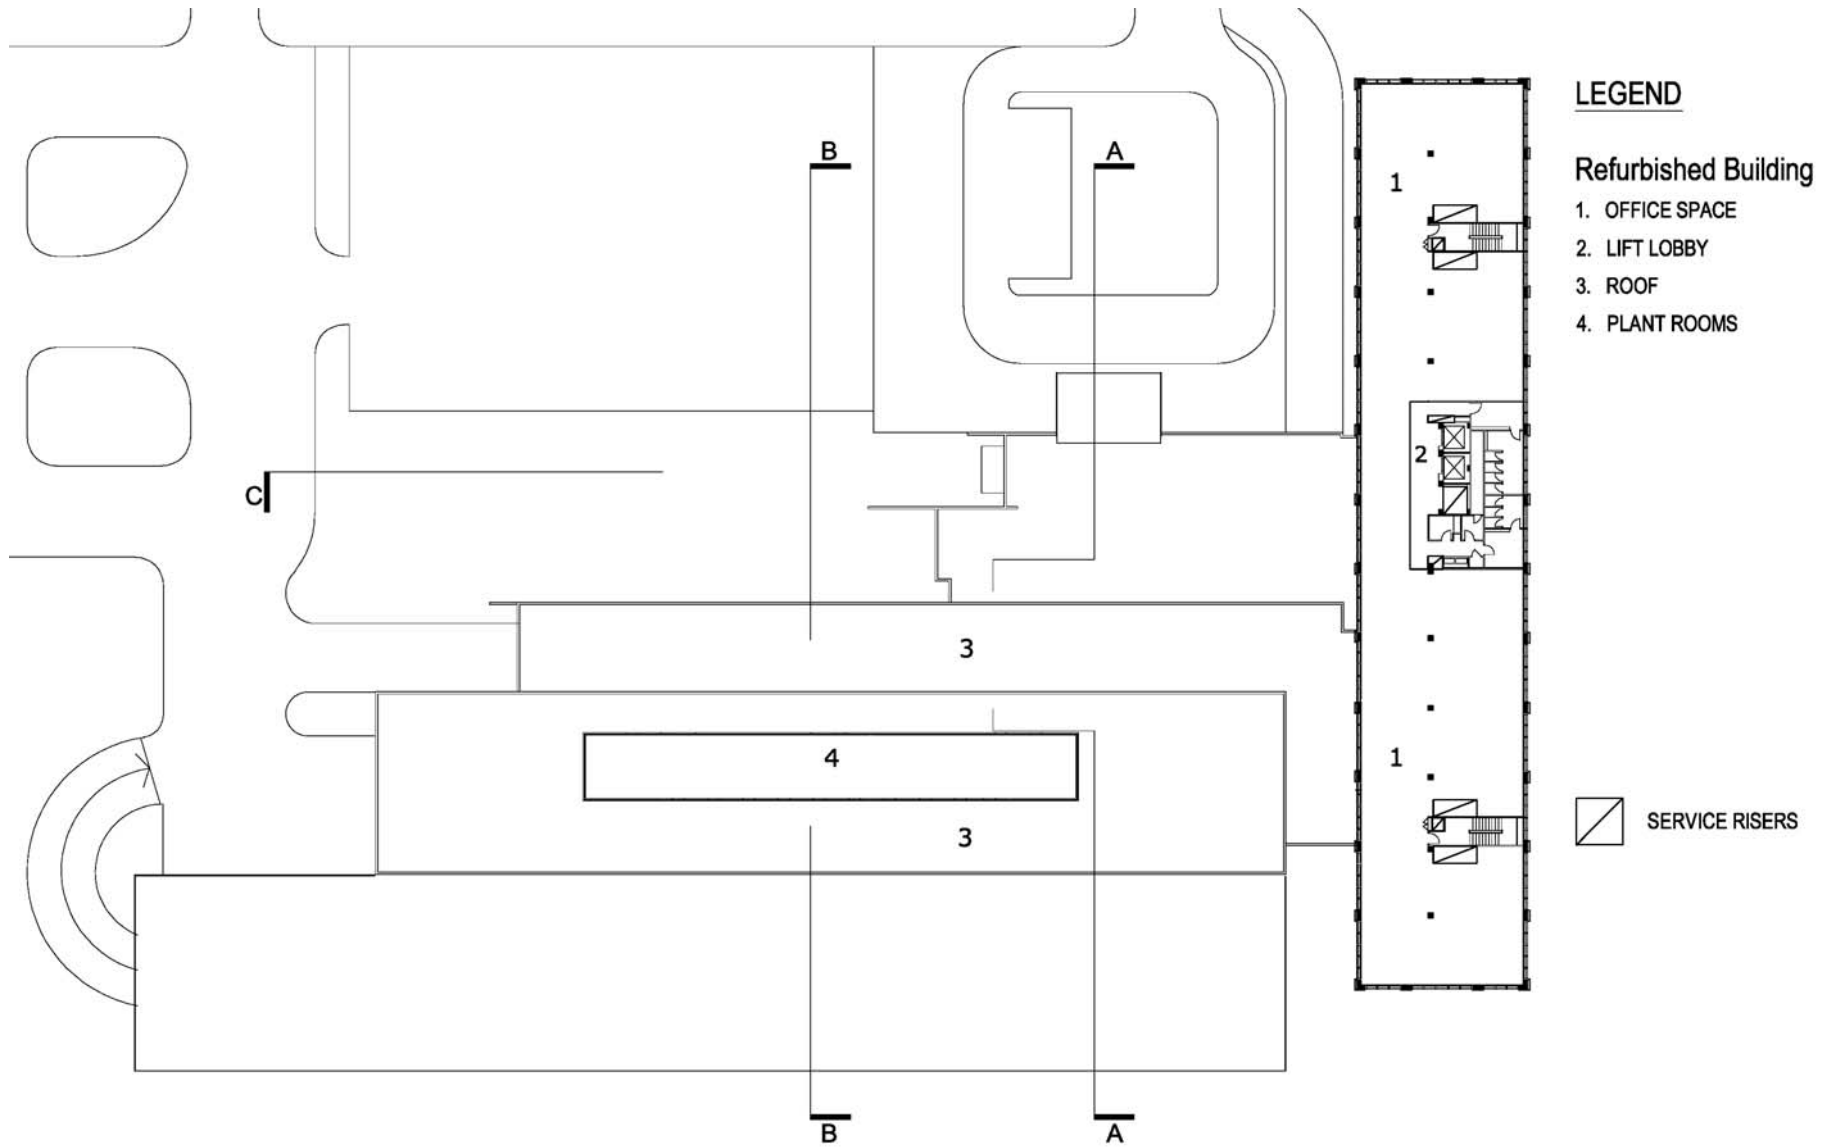 B
A
LEGEND
Refurbished Building
1
1. OFFICE SPACE
2. LIFT LOBBY
3. ROOF
4. PLANT ROOMS
2
C
3
4
1
3
SERVICE RISERS
B
A